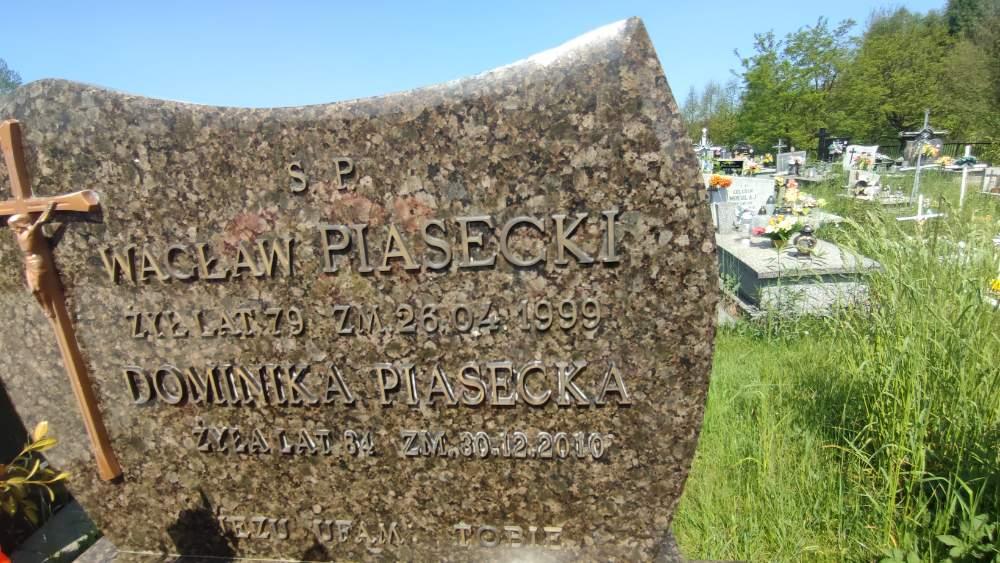 S P
WACŁAW PIASECKI
ŻYŁ LAT 79 ZM. 26.04.1999
DOMINIKA PIASECKA
ŻYŁA LAT 84 ZM. 30.12.2010
JEZU UFAM TOBIE